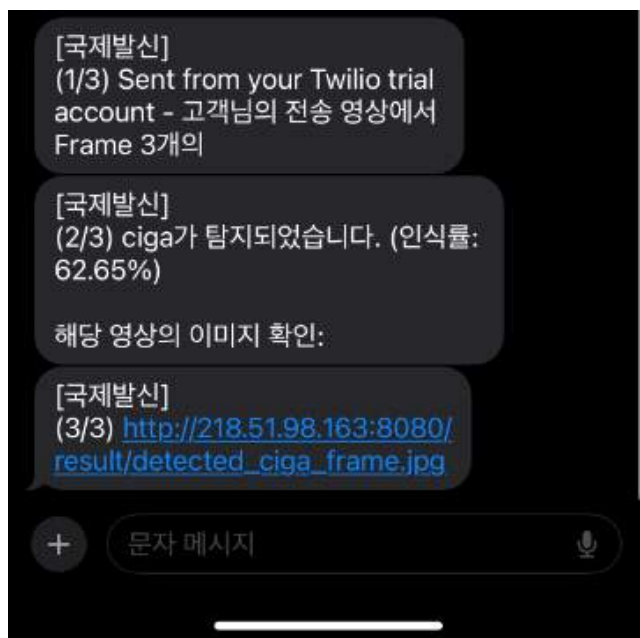 [국제발신]
(1/3) Sent from your Twilio trial
account - 고객님의 전송 영상에서
Frame 3개의
[국제발신]
(2/3) ciga가 탐지되었습니다. (인식률:
62.65%)
해당 영상의 이미지 확인:
[국제발신]
(3/3) http://218.51.98.163:8080/
result/detected_ciga_frame.jpg
문자 메시지